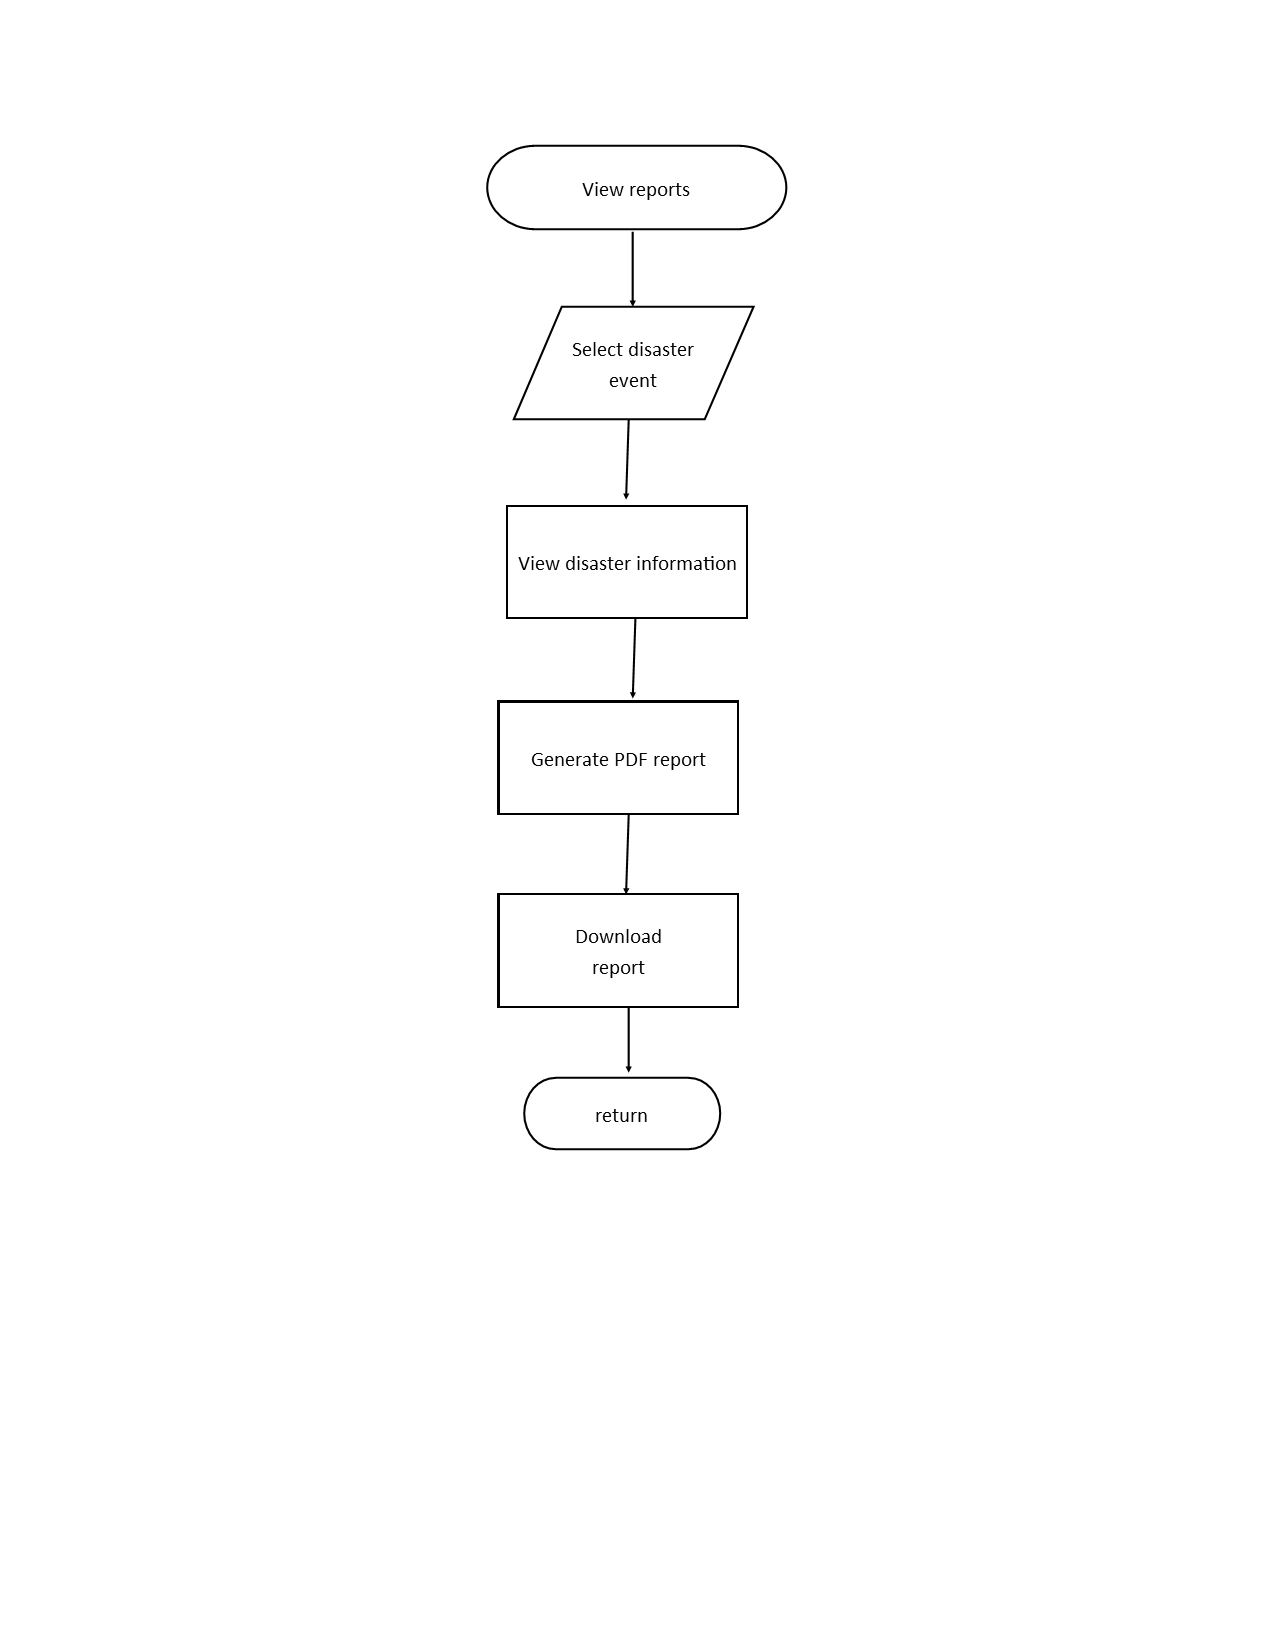 View reports
Select disaster
event
View disaster information
Generate PDF report
Download
report
return